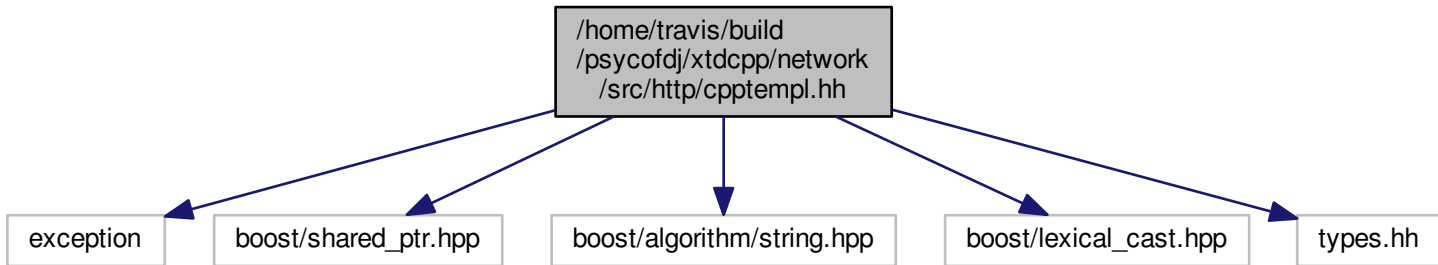 /home/travis/build
/psycofdj/xtdcpp/network
/src/http/cpptempl.hh
exception
boost/shared_ptr.hpp
boost/algorithm/string.hpp
boost/lexical_cast.hpp
types.hh